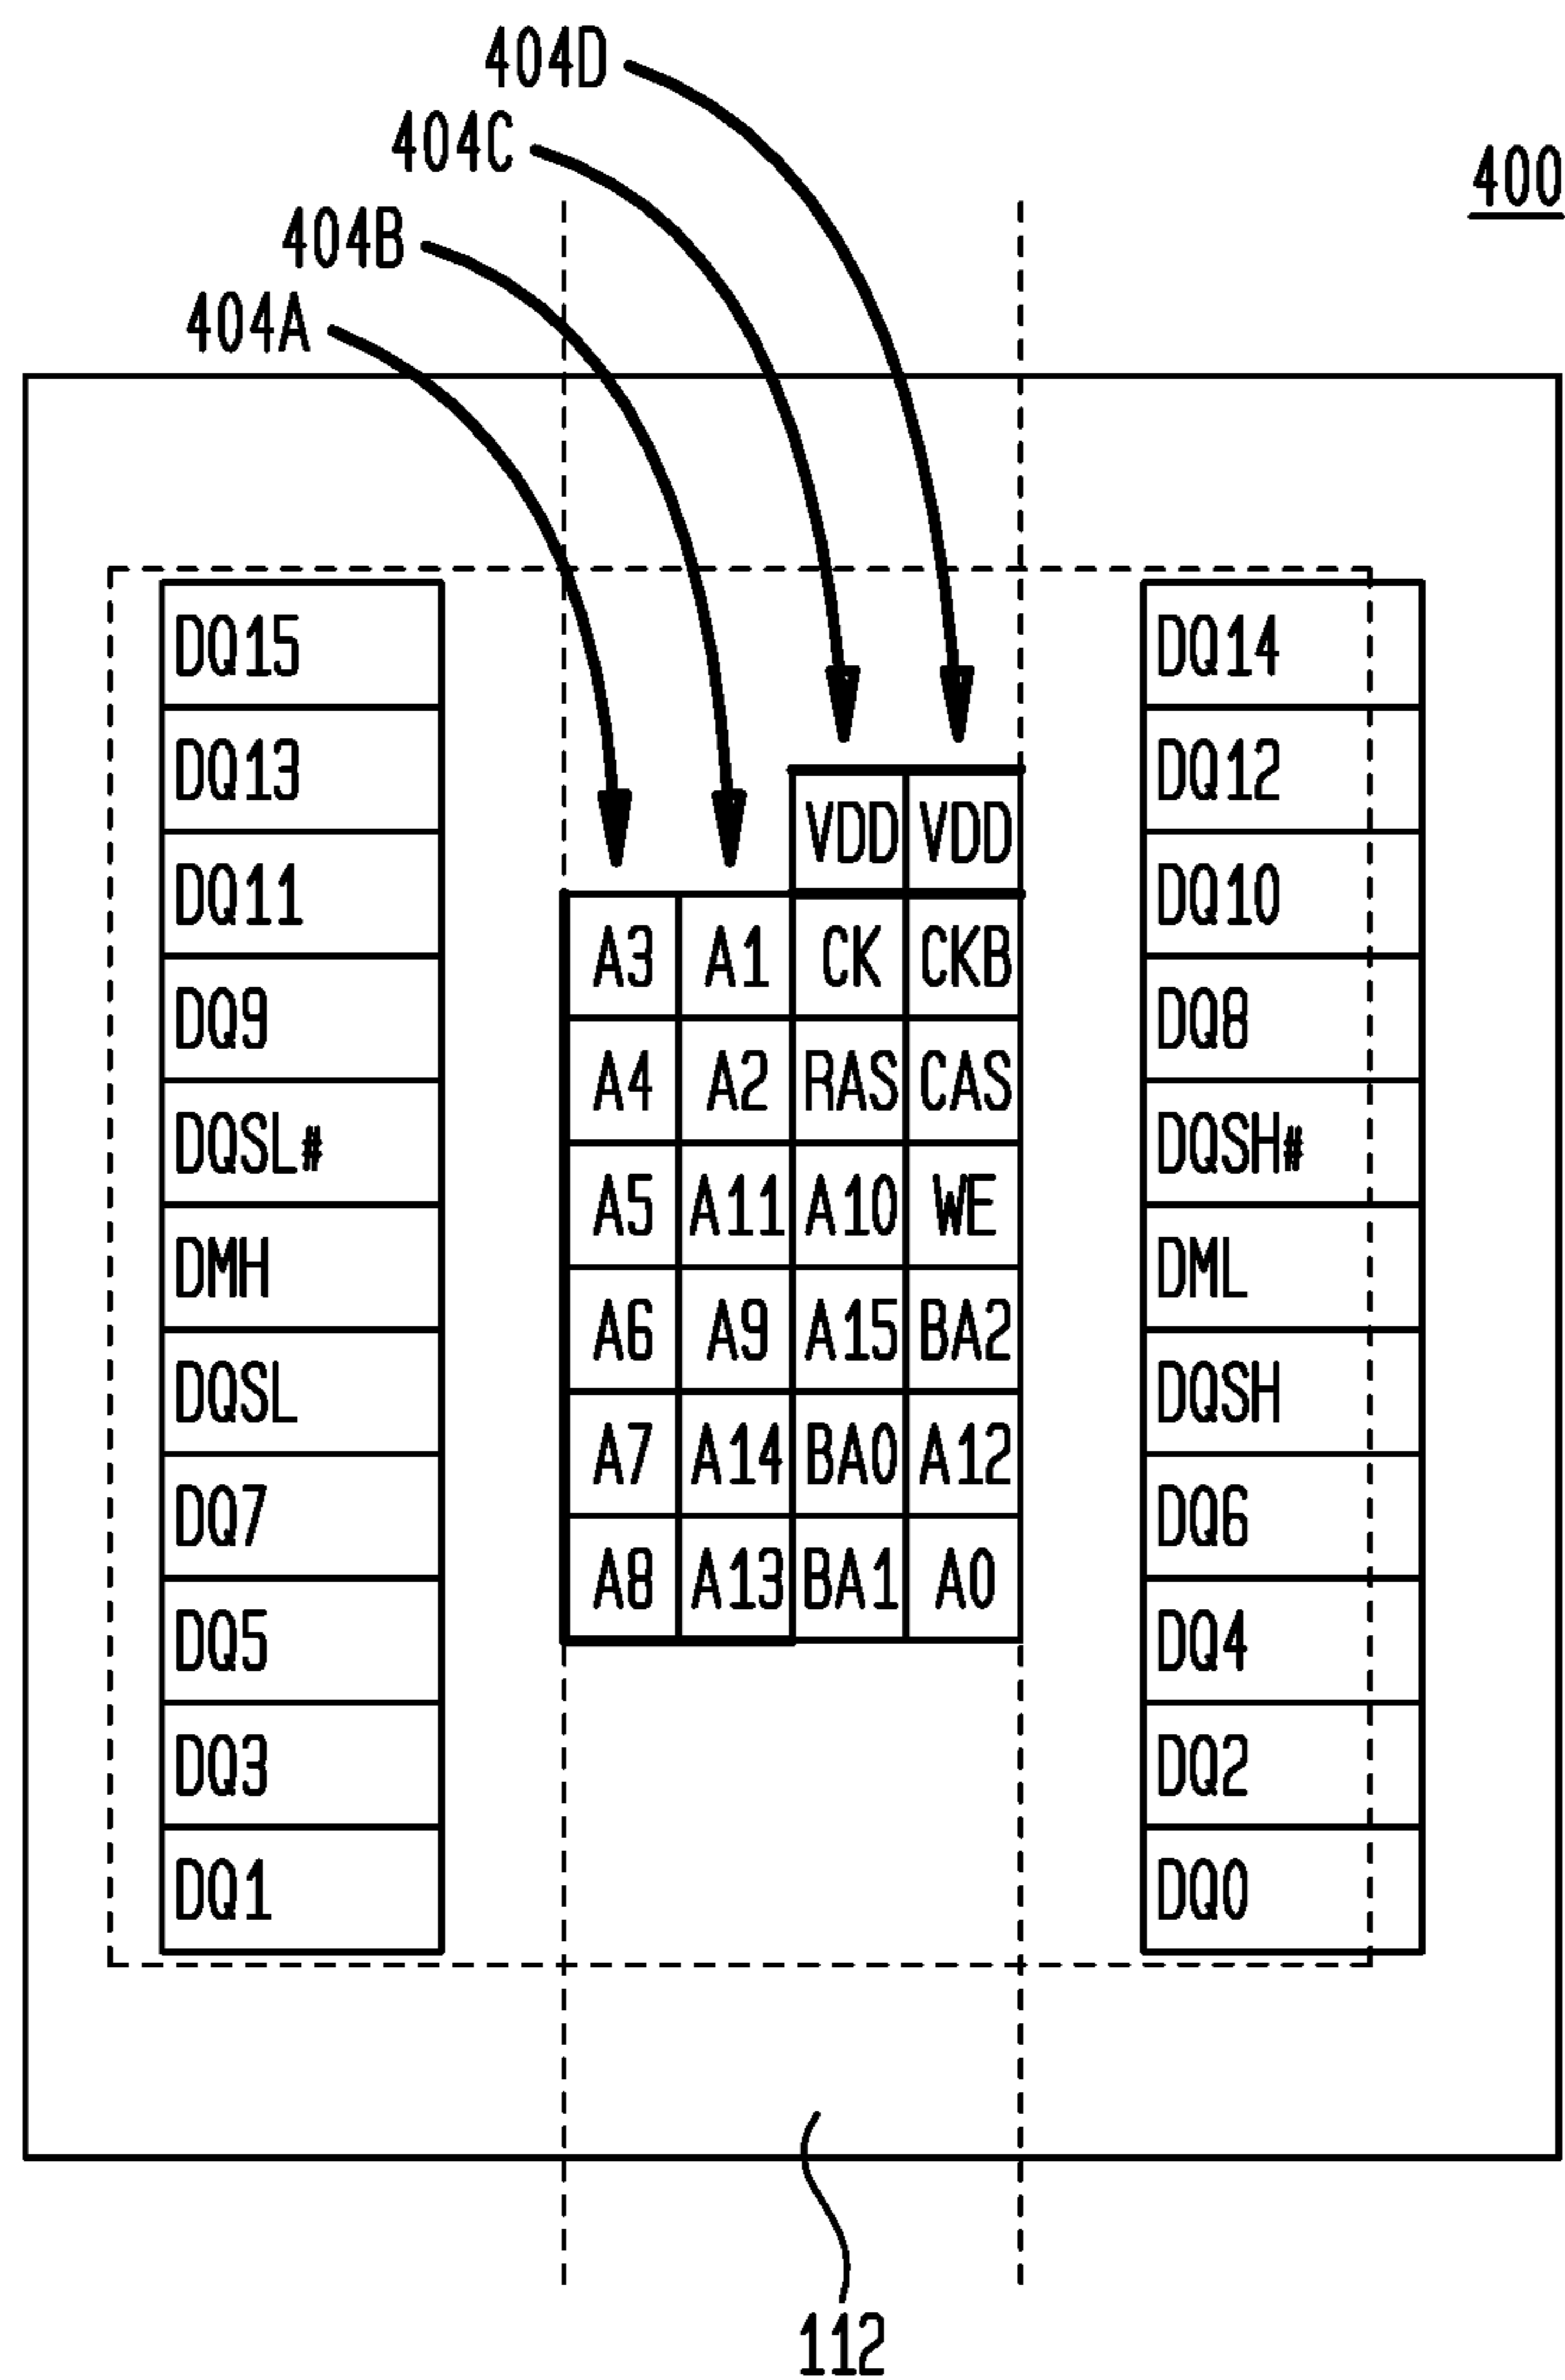 404D
404C
400
404B
404A
DQ15 DQ14
DQ13 VDD VDD DQ12
DQ11 A3 A1 CK CKB DQ10
DQ9 A4 A2 RAS CAS DQ8
DQSL# A5 A11 A10 WE DQSH#
DMH A6 A9 A15 BA2 DML
DQSL A7 A14 BA0 A12 DQSH
DQ7 A8 A13 BA1 A0 DQ6
DQ5 DQ4
DQ3 DQ2
DQ1 DQ0
112